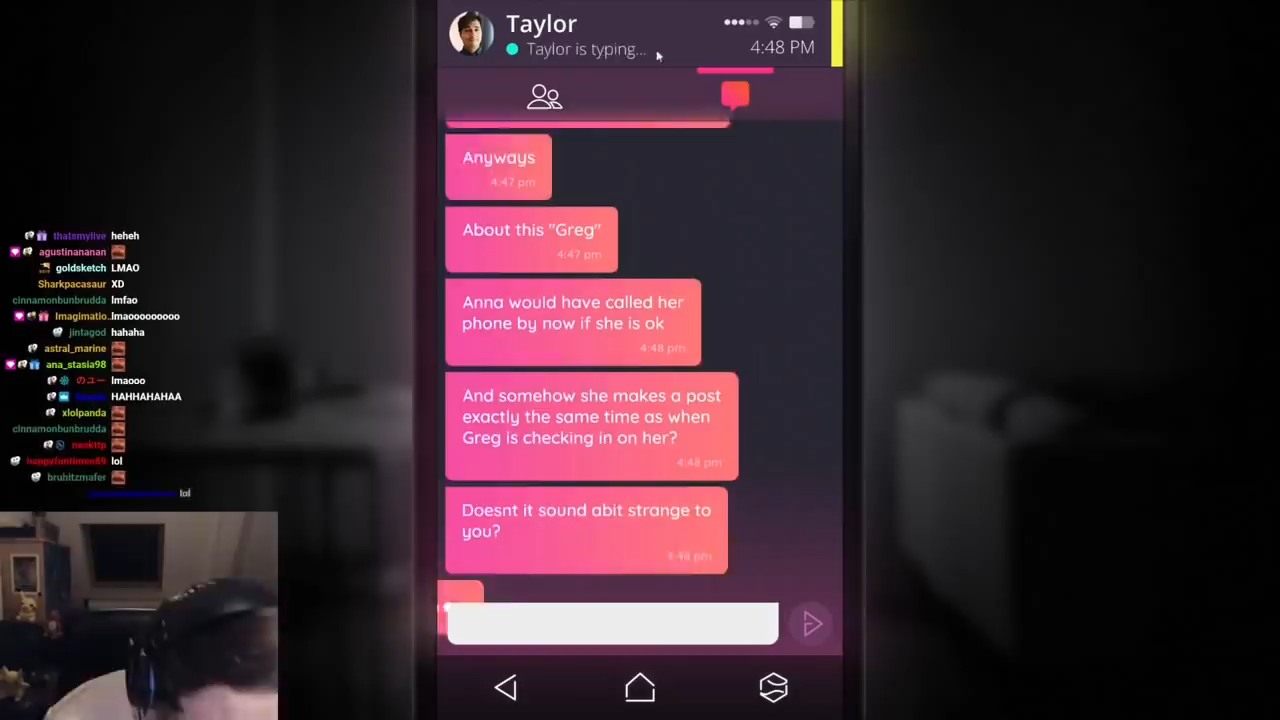 Taylor
Taylor is typing...
4:48 PM
Anyways
4:47 pm
About this "Greg"
4:47 pm
Anna would have called her
phone by now if she is ok
4:48 pm
And somehow she makes a post
exactly the same time as when
Greg is checking in on her?
4:48 pm
Doesnt it sound abit strange to
you?
4:48 pm
thatsmylive heheh
agustinananan
goldsketch LMAO
Sharkpacasaur XD
cinnamonbunbrudda lmfao
Imagimatio.. lmaoooooooooo
jintagod hahaha
astral_marine
ana_stasia98
のユー lmaooo
HAHHAHAHAA
xlolpanda
cinnamonbunbrudda
lol
bruhitzmafer
lol